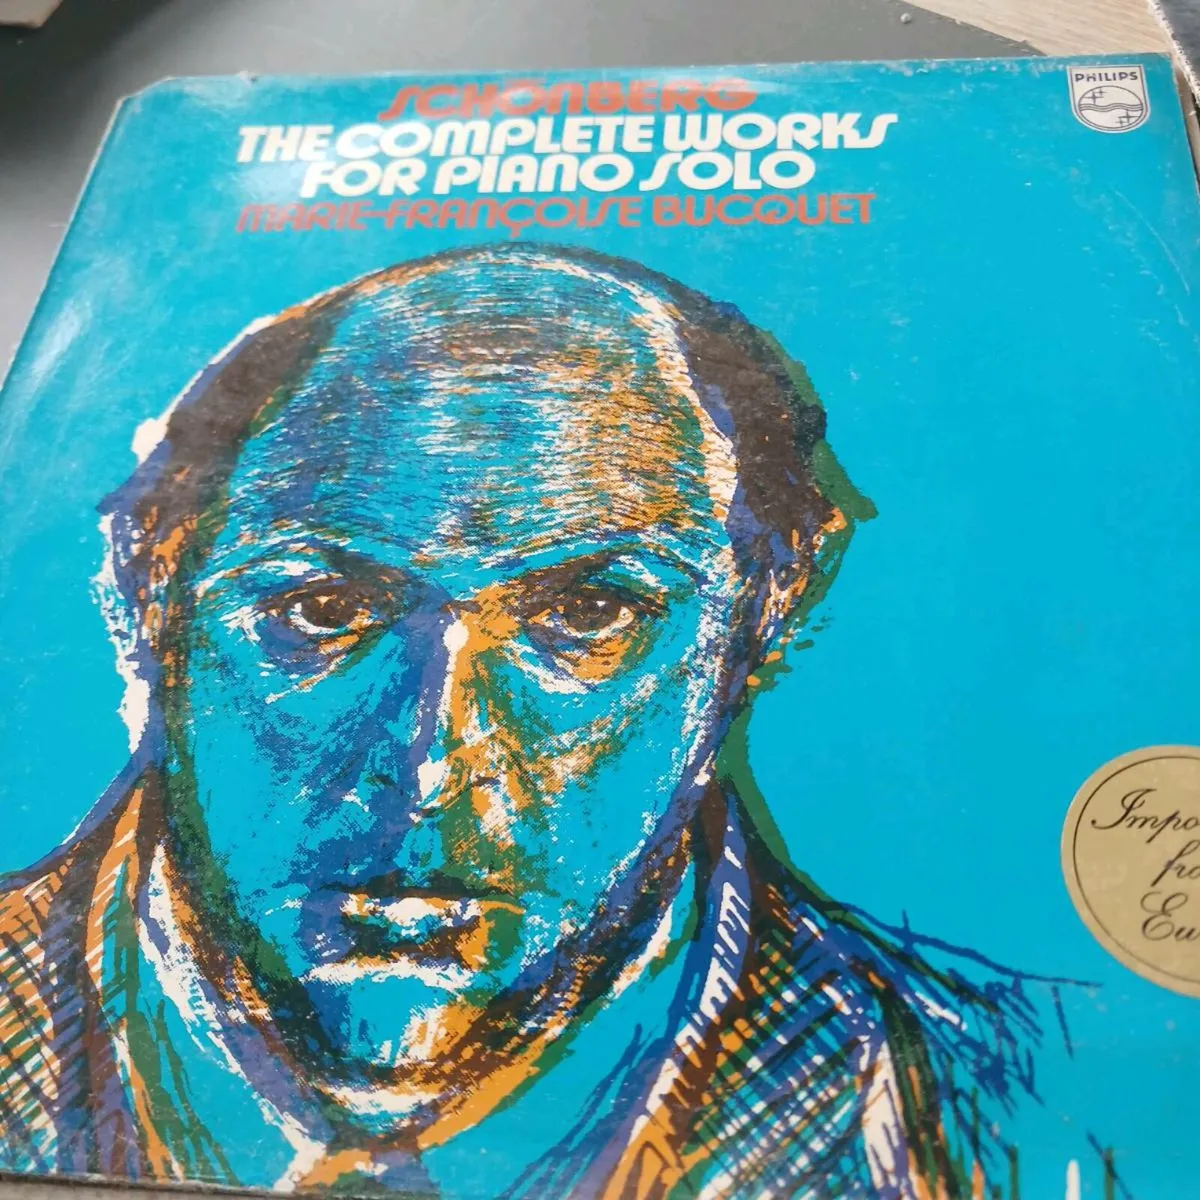 SCHÖNBERG
THE COMPLETE WORKS
FOR PIANO SOLO
MARIE-FRANÇOISE BUCQUET
PHILIPS